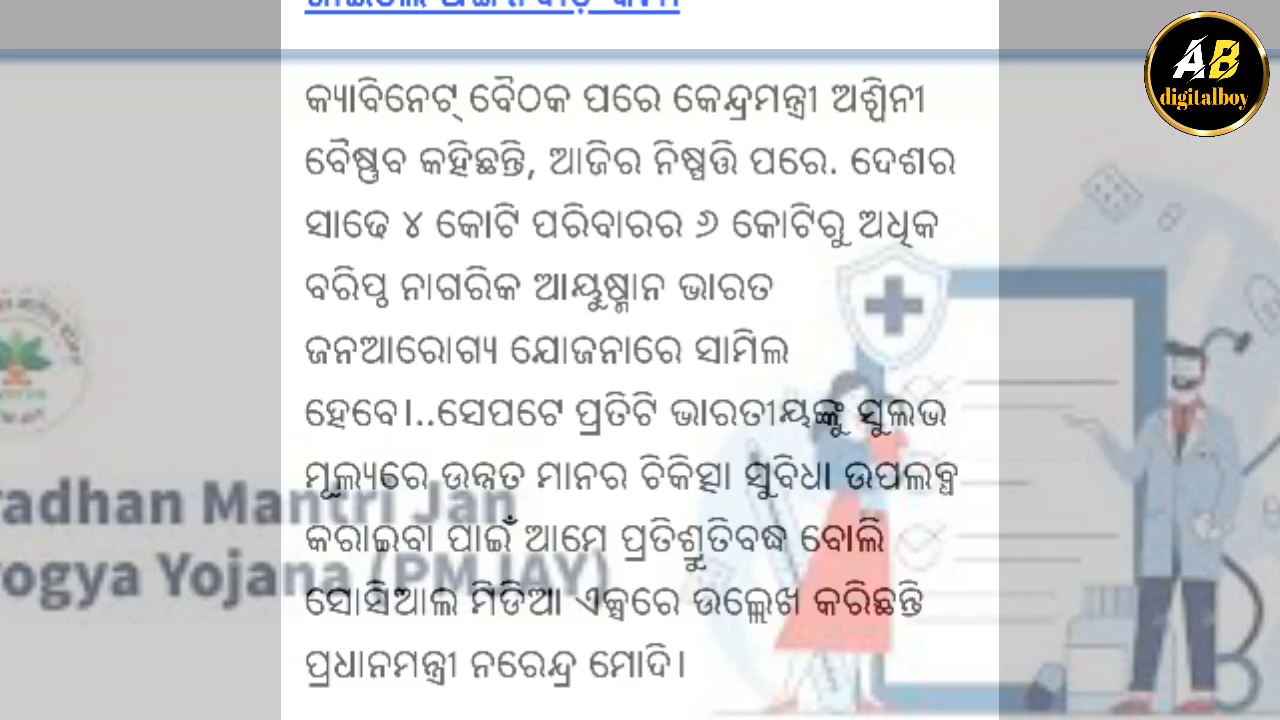 AB
digitalboy
କ୍ୟାବିନେଟ୍ ବୈଠକ ପରେ କେନ୍ଦ୍ରମନ୍ତ୍ରୀ ଅଶ୍ୱିନୀ
ବୈଷ୍ଣବ କହିଛନ୍ତି, ଆଜିର ନିଷ୍ପତ୍ତି ପରେ. ଦେଶର
ସାଢେ ୪ କୋଟି ପରିବାରର ୬ କୋଟିରୁ ଅଧିକ
ବରିଷ୍ଠ ନାଗରିକ ଆୟୁଷ୍ମାନ ଭାରତ
ଜନଆରୋଗ୍ୟ ଯୋଜନାରେ ସାମିଲ
ହେବେ।..ସେପଟେ ପ୍ରତିଟି ଭାରତୀୟଙ୍କୁ ସୁଲଭ
ମୂଲ୍ୟରେ ଉନ୍ନତ ମାନର ଚିକିତ୍ସା ସୁବିଧା ଉପଲବ୍ଧ
କରାଇବା ପାଇଁ ଆମେ ପ୍ରତିଶ୍ରୁତିବଦ୍ଧ ବୋଲି
ସୋସିଆଲ ମିଡିଆ ଏକ୍ସରେ ଉଲ୍ଲେଖ କରିଛନ୍ତି
ପ୍ରଧାନମନ୍ତ୍ରୀ ନରେନ୍ଦ୍ର ମୋଦି।
radhan Mantri Jan
rogya Yojana (PMJAY)